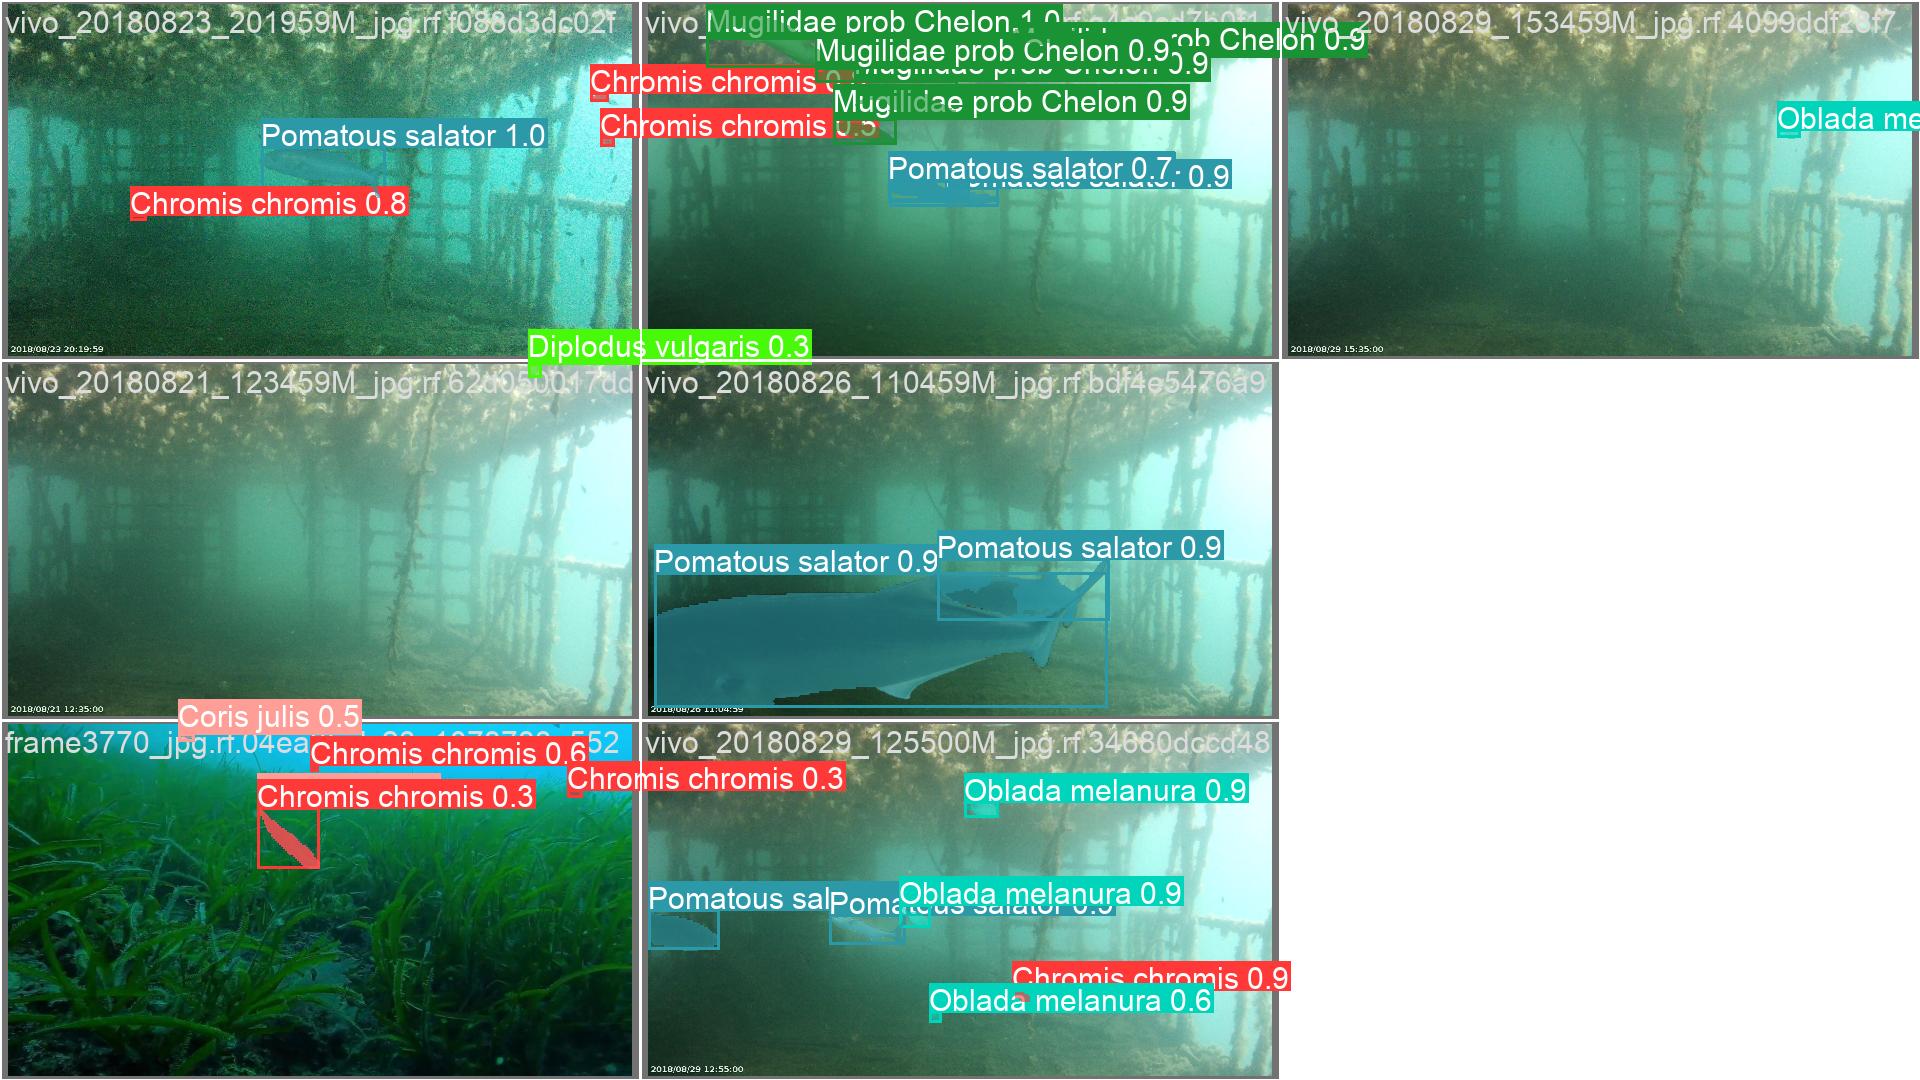 vivo_20180823_201959M_jpg.rf.f088d3dc02f
Pomatous salator 1.0
Chromis chromis 0.8
Chromis chromis
Chromis chromis 0.5
2018/08/23 20:19:59
vivo_
Mugilidae prob Chelon 1.0
rob Chelon 0.9
Mugilidae prob Chelon 0.9
Mugilidae prob Chelon 0.9
Mugilidae prob Chelon 0.9
Pomatous salator 0.7
Pomatous salator 0.9
vivo_20180829_153459M_jpg.rf.4099ddf28f7
Oblada me
2018/08/29 15:35:00
Diplodus vulgaris 0.3
vivo_20180821_123459M_jpg.rf.62d050017dd
2018/08/21 12:35:00
vivo_20180826_110459M_jpg.rf.bdf4e5476a9
Pomatous salator 0.9
Pomatous salator 0.9
2018/08/26 11:04:59
Coris julis 0.5
frame3770_jpg.rf.04ea
552
Chromis chromis 0.6
Chromis chromis 0.3
Chromis chromis 0.3
vivo_20180829_125500M_jpg.rf.34680dccd48
Oblada melanura 0.9
Pomatous sal
Pomatous salator 0.9
Oblada melanura 0.9
Chromis chromis 0.9
Oblada melanura 0.6
2018/08/29 12:55:00